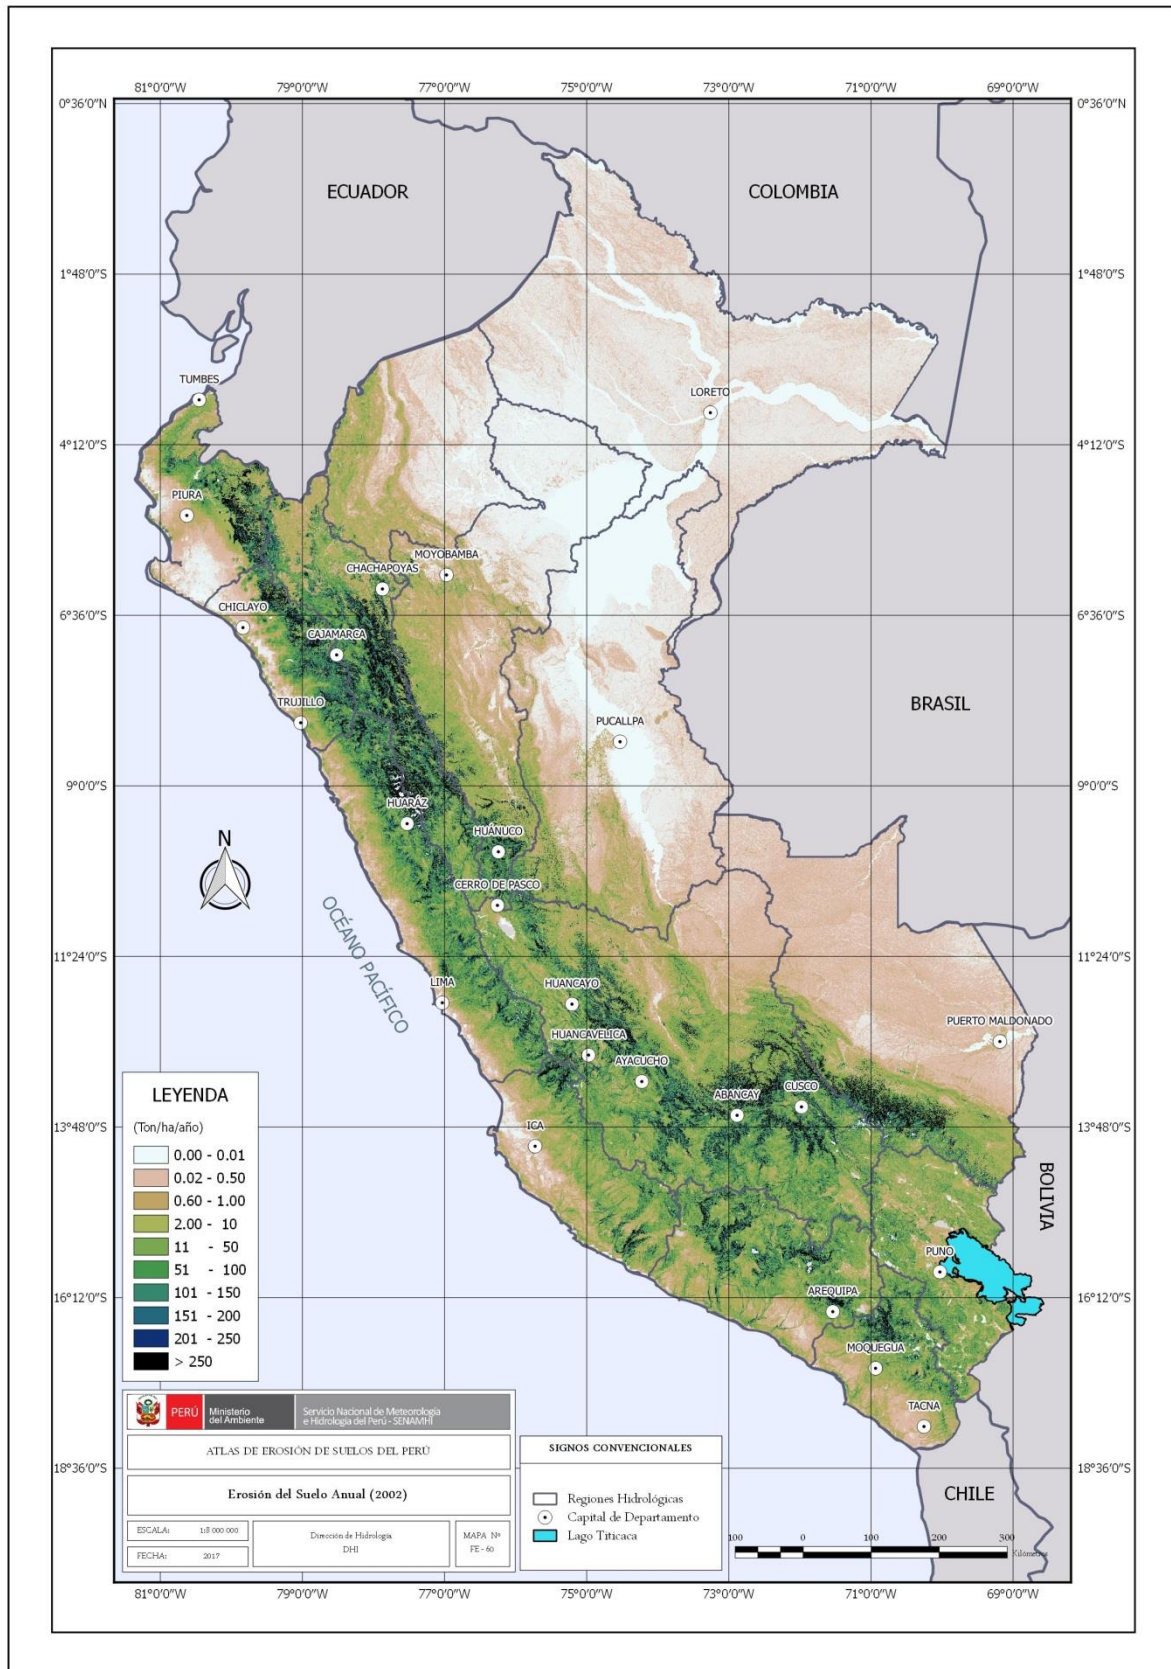 81°0'0"W 79°0'0"W 77°0'0"W 75°0'0"W 73°0'0"W 71°0'0"W 69°0'0"W
0°36'0"N 0°36'0"N
ECUADOR COLOMBIA
1°48'0"S 1°48'0"S
TUMBES
LORETO
4°12'0"S 4°12'0"S
PIURA
MOYOBAMBA
CHACHAPOYAS
6°36'0"S 6°36'0"S
CHICLAYO
CAJAMARCA
TRUJILLO
BRASIL
PUCALLPA
9°0'0"S 9°0'0"S
HUARÁZ
HUÁNUCO
N
CERRO DE PASCO
OCÉANO PACÍFICO
11°24'0"S 11°24'0"S
LIMA
HUANCAYO
PUERTO MALDONADO
HUANCAVELICA
AYACUCHO
ABANCAY
CUSCO
ICA
13°48'0"S 13°48'0"S
BOLIVIA
PUNO
AREQUIPA
16°12'0"S 16°12'0"S
MOQUEGUA
TACNA
18°36'0"S 18°36'0"S
CHILE
LEYENDA
(Ton/ha/año)
0.00 - 0.01
0.02 - 0.50
0.60 - 1.00
2.00 - 10
11 - 50
51 - 100
101 - 150
151 - 200
201 - 250
> 250
PERÚ
Ministerio
del Ambiente
Servicio Nacional de Meteorología
e Hidrología del Perú - SENAMHI
ATLAS DE EROSIÓN DE SUELOS DEL PERÚ
Erosión del Suelo Anual (2002)
ESCALA: 1:8 000 000
FECHA: 2017
Dirección de Hidrología
DHI
MAPA Nº
FE - 60
SIGNOS CONVENCIONALES
Regiones Hidrológicas
Capital de Departamento
Lago Titicaca
100 0 100 200 300
Kilómetros
81°0'0"W 79°0'0"W 77°0'0"W 75°0'0"W 73°0'0"W 71°0'0"W 69°0'0"W